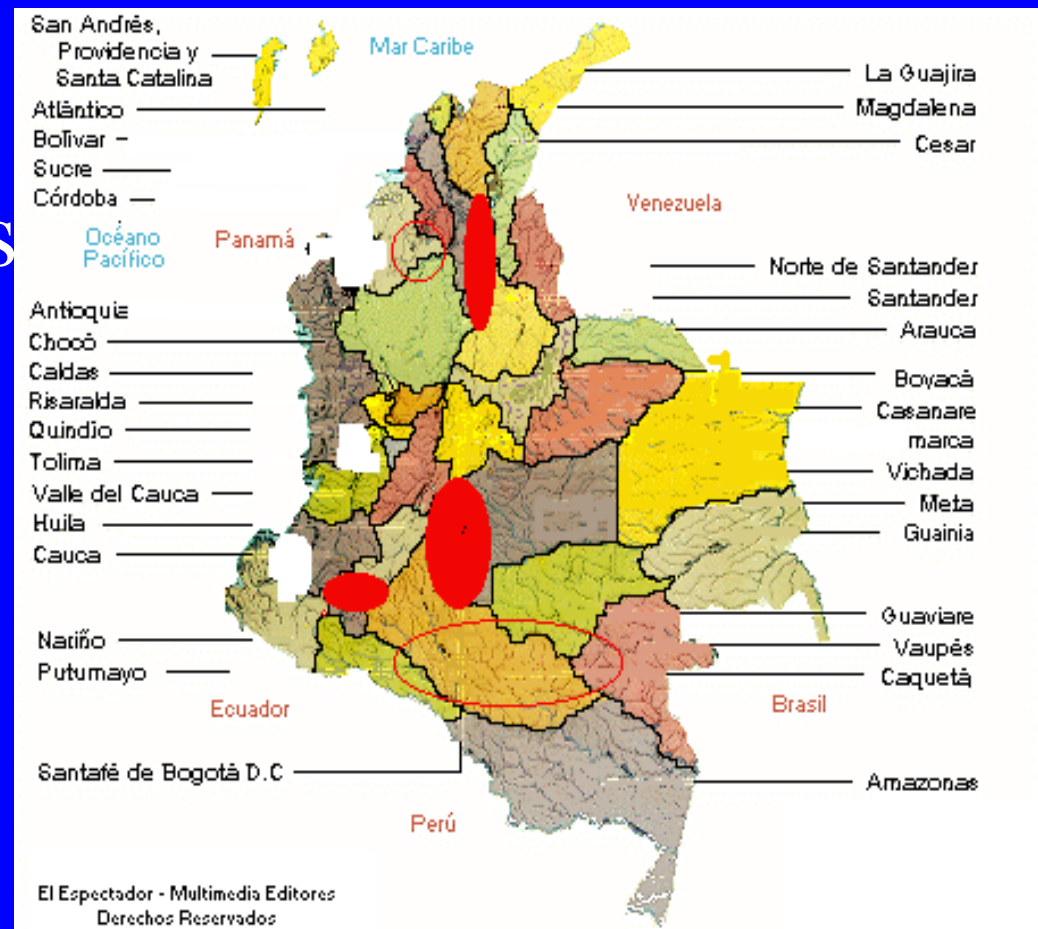 San Andrés,
Providencia y
Santa Catalina
Atlántico
Bolívar
Sucre
Córdoba
Mar Caribe
La Guajira
Magdalena
Cesar
Venezuela
s
Océano
Pacífico
Panamá
Norte de Santander
Santander
Arauca
Antioquia
Chocó
Caldas
Risaralda
Quindío
Tolima
Valle del Cauca
Huila
Cauca
Boyacá
Casanare
marca
Vichada
Meta
Guainia
Nariño
Putumayo
Guaviare
Vaupés
Caquetá
Ecuador
Brasil
Santafé de Bogotá D.C
Amazonas
Perú
El Espectador - Multimedia Editores
Derechos Reservados